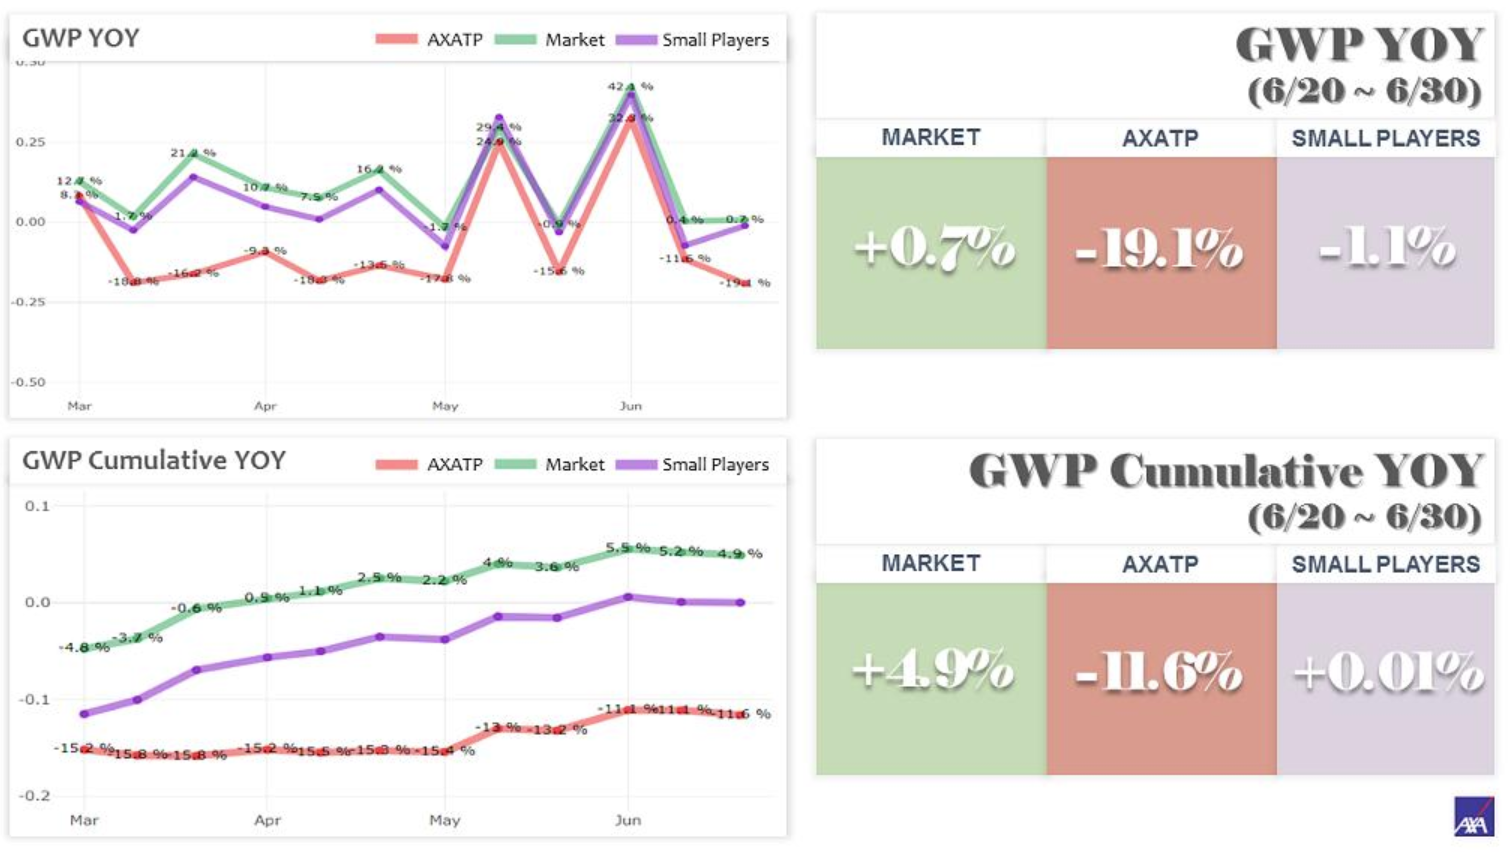 GWP YOY
AXATP
Market
Small Players
0.50
0.25
0.00
-0.25
-0.50
12.7 %
1.7 %
21.2 %
10.7 %
7.5 %
16.2 %
-1.7 %
29.4 %
-0.9 %
42.1 %
0.4 %
0.7 %
-18.8 %
-16.2 %
-9.3 %
-18.3 %
-13.5 %
-17.8 %
24.9 %
-15.6 %
32.3 %
-11.6 %
-19.1 %
Mar
Apr
May
Jun
GWP YOY
(6/20 ~ 6/30)
MARKET
AXATP
SMALL PLAYERS
+0.7%
-19.1%
-1.1%
GWP Cumulative YOY
AXATP
Market
Small Players
0.1
0.0
-0.1
-0.2
-4.8 %
-3.7 %
-0.6 %
0.5 %
1.1 %
2.5 %
2.2 %
4 %
3.6 %
5.5 %
5.2 %
4.9 %
-15.2 %
-15.8 %
-15.8 %
-15.2 %
-15.5 %
-15.3 %
-15.4 %
-13 %
-13.2 %
-11.1 %
-11.1 %
-11.6 %
Mar
Apr
May
Jun
GWP Cumulative YOY
(6/20 ~ 6/30)
MARKET
AXATP
SMALL PLAYERS
+4.9%
-11.6%
+0.01%
AXA